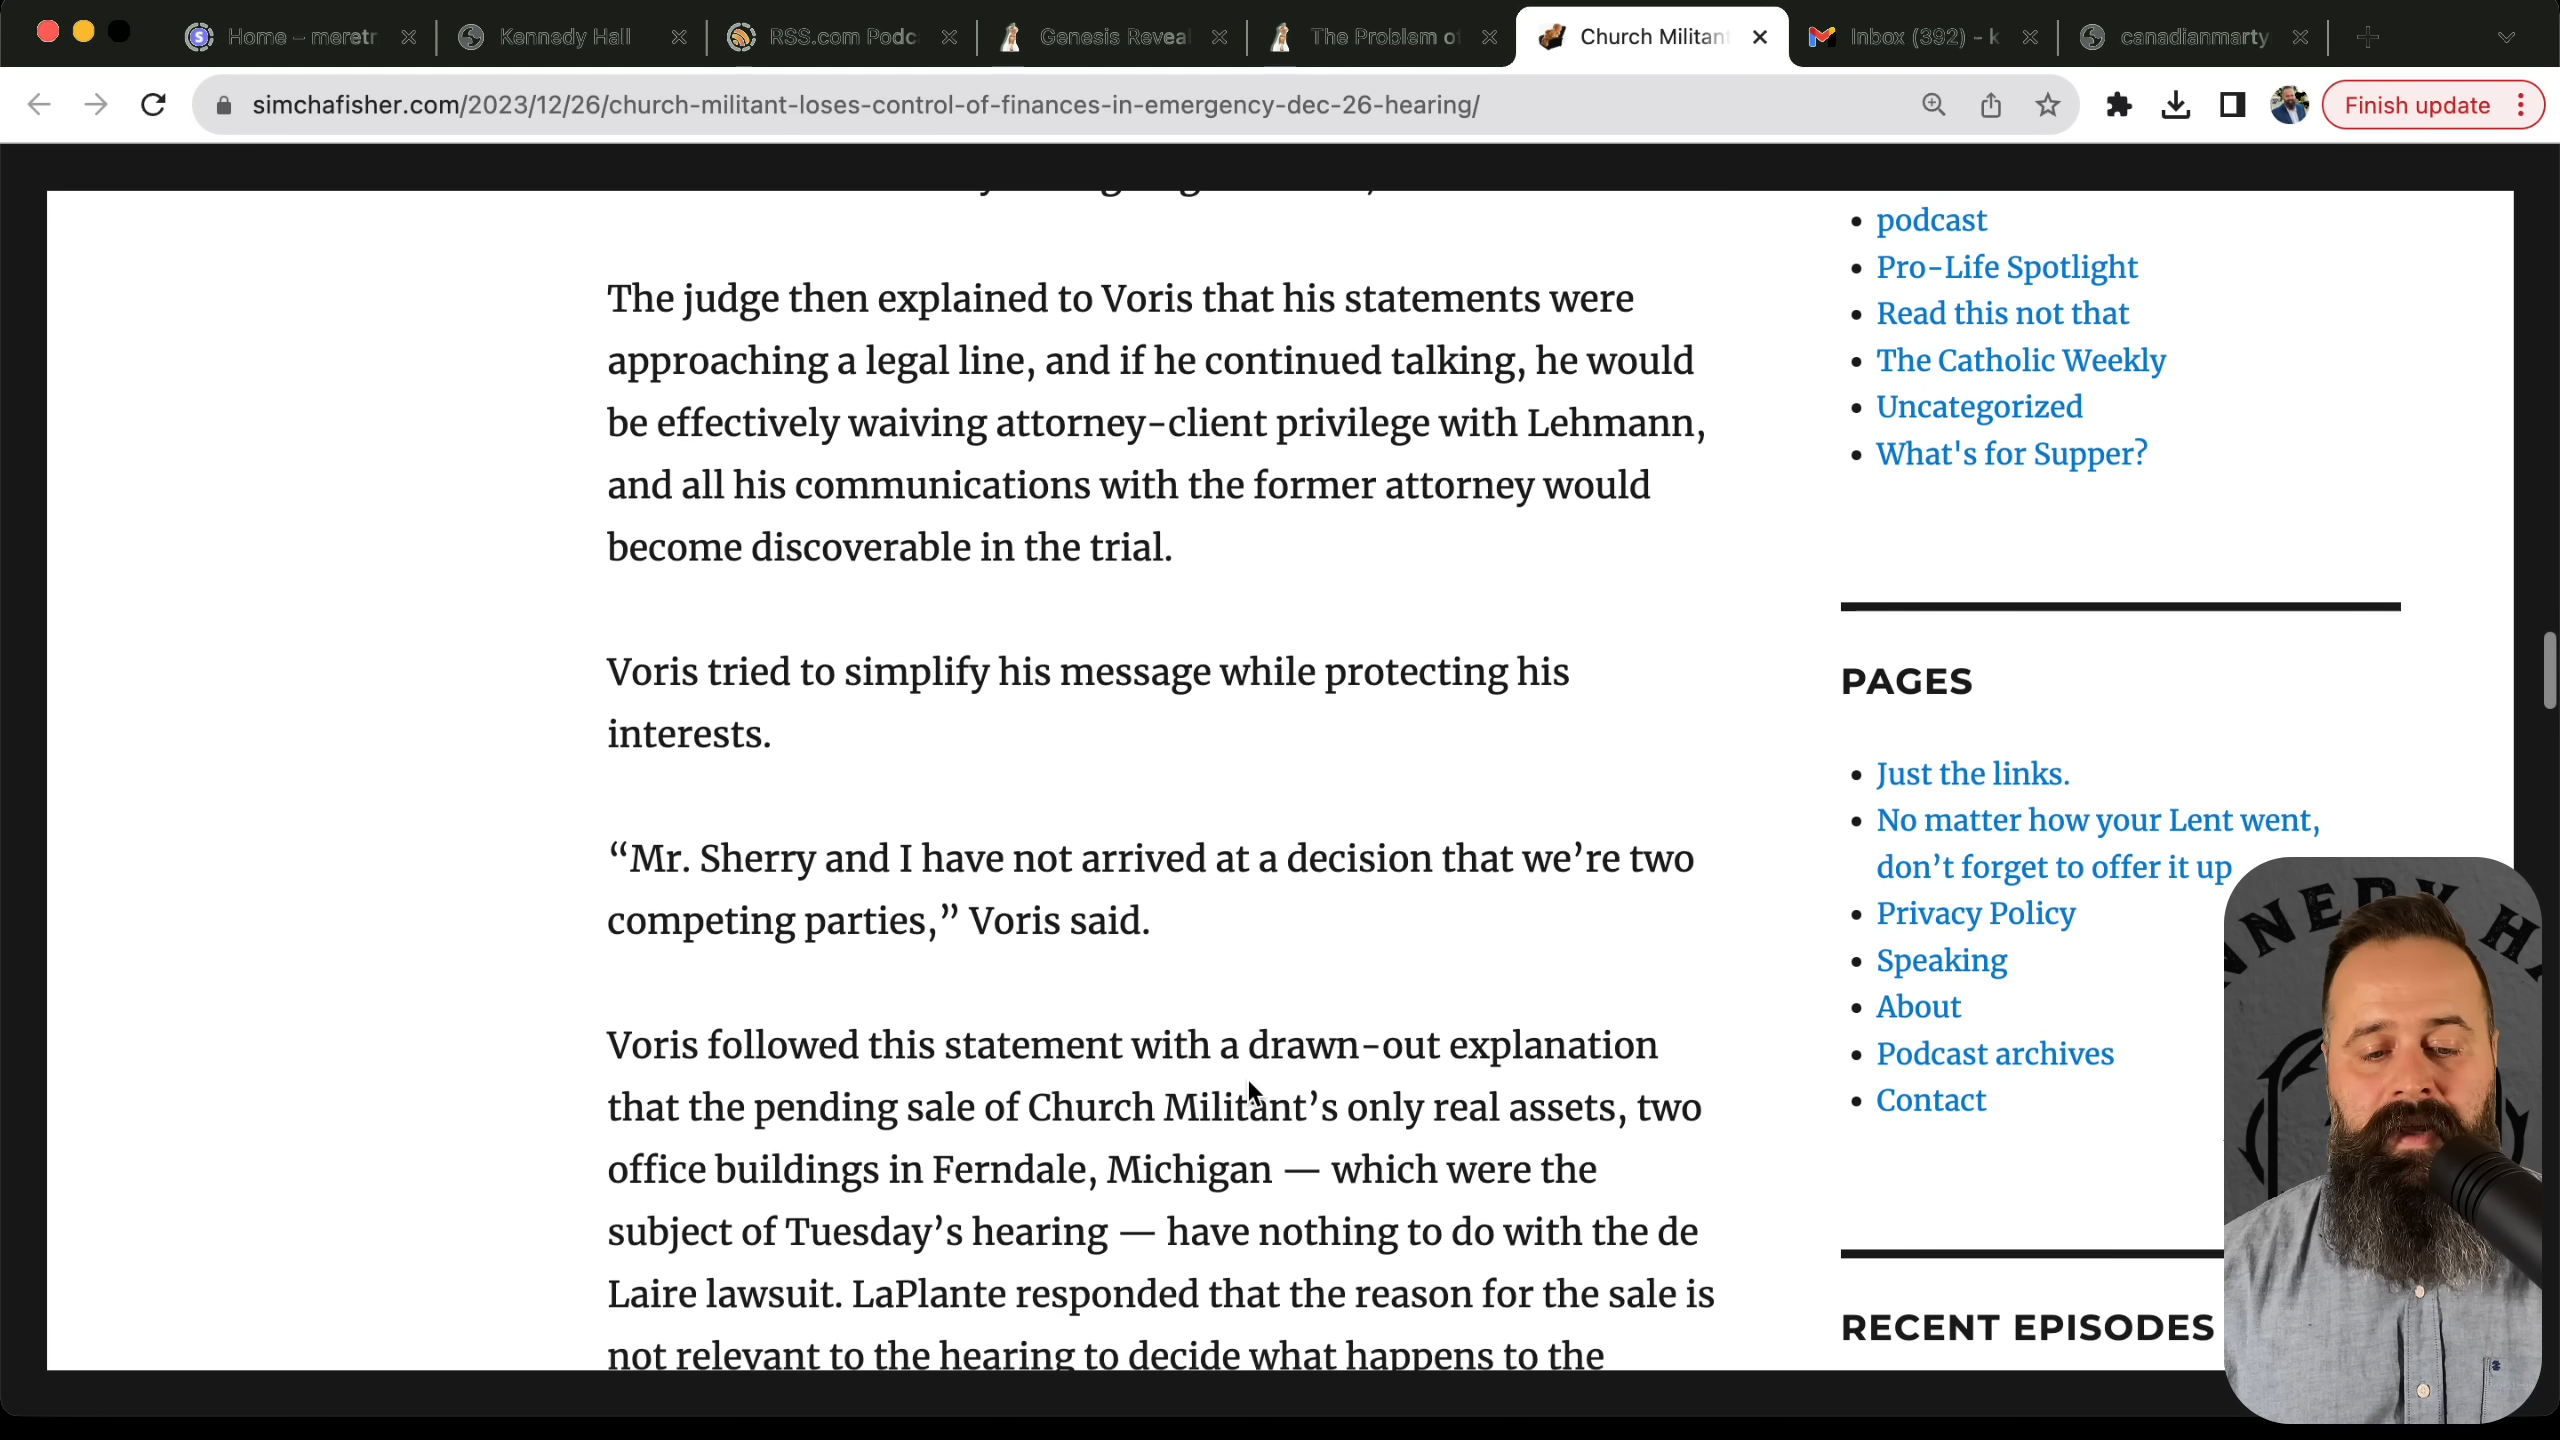 Home – meretr
Kennedy Hall
RSS.com Podc
Genesis Reveal
The Problem of
Church Militant
Inbox (392) - k
canadianmarty
simchafisher.com/2023/12/26/church-militant-loses-control-of-finances-in-emergency-dec-26-hearing/
Finish update
The judge then explained to Voris that his statements were
approaching a legal line, and if he continued talking, he would
be effectively waiving attorney-client privilege with Lehmann,
and all his communications with the former attorney would
become discoverable in the trial.
Voris tried to simplify his message while protecting his
interests.
“Mr. Sherry and I have not arrived at a decision that we’re two
competing parties,” Voris said.
Voris followed this statement with a drawn-out explanation
that the pending sale of Church Militant’s only real assets, two
office buildings in Ferndale, Michigan — which were the
subject of Tuesday’s hearing — have nothing to do with the de
Laire lawsuit. LaPlante responded that the reason for the sale is
not relevant to the hearing to decide what happens to the
podcast
Pro-Life Spotlight
Read this not that
The Catholic Weekly
Uncategorized
What's for Supper?
PAGES
Just the links.
No matter how your Lent went,
don’t forget to offer it up
Privacy Policy
Speaking
About
Podcast archives
Contact
RECENT EPISODES
NNEDY HA